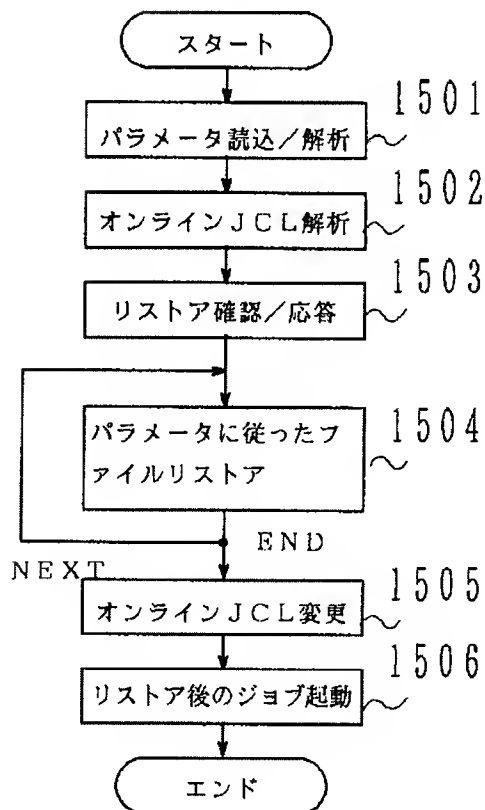 スタート
1501
パラメータ読込／解析
1502
オンラインJCL解析
1503
リストア確認／応答
1504
パラメータに従ったフ
ァイルリストア
END
NEXT
1505
オンラインJCL変更
1506
リストア後のジョブ起動
エンド